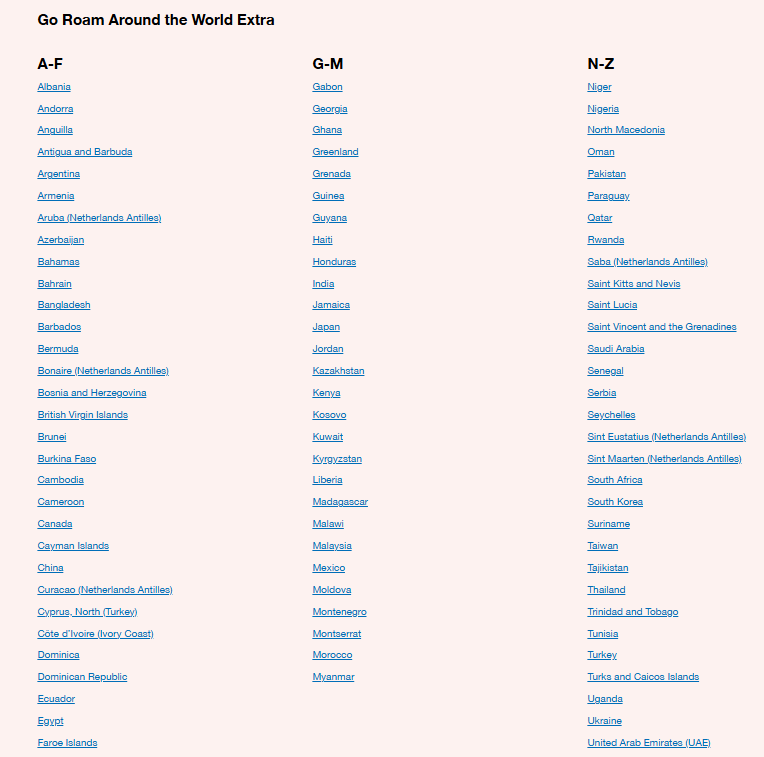 Go Roam Around the World Extra
A-F
Albania
Andorra
Anguilla
Antigua and Barbuda
Argentina
Armenia
Aruba (Netherlands Antilles)
Azerbaijan
Bahamas
Bahrain
Bangladesh
Barbados
Bermuda
Bonaire (Netherlands Antilles)
Bosnia and Herzegovina
British Virgin Islands
Brunei
Burkina Faso
Cambodia
Cameroon
Canada
Cayman Islands
China
Curacao (Netherlands Antilles)
Cyprus, North (Turkey)
Côte d'Ivoire (Ivory Coast)
Dominica
Dominican Republic
Ecuador
Egypt
Faroe Islands
G-M
Gabon
Georgia
Ghana
Greenland
Grenada
Guinea
Guyana
Haiti
Honduras
India
Jamaica
Japan
Jordan
Kazakhstan
Kenya
Kosovo
Kuwait
Kyrgyzstan
Liberia
Madagascar
Malawi
Malaysia
Mexico
Moldova
Montenegro
Montserrat
Morocco
Myanmar
N-Z
Niger
Nigeria
North Macedonia
Oman
Pakistan
Paraguay
Qatar
Rwanda
Saba (Netherlands Antilles)
Saint Kitts and Nevis
Saint Lucia
Saint Vincent and the Grenadines
Saudi Arabia
Senegal
Serbia
Seychelles
Sint Eustatius (Netherlands Antilles)
Sint Maarten (Netherlands Antilles)
South Africa
South Korea
Suriname
Taiwan
Tajikistan
Thailand
Trinidad and Tobago
Tunisia
Turkey
Turks and Caicos Islands
Uganda
Ukraine
United Arab Emirates (UAE)